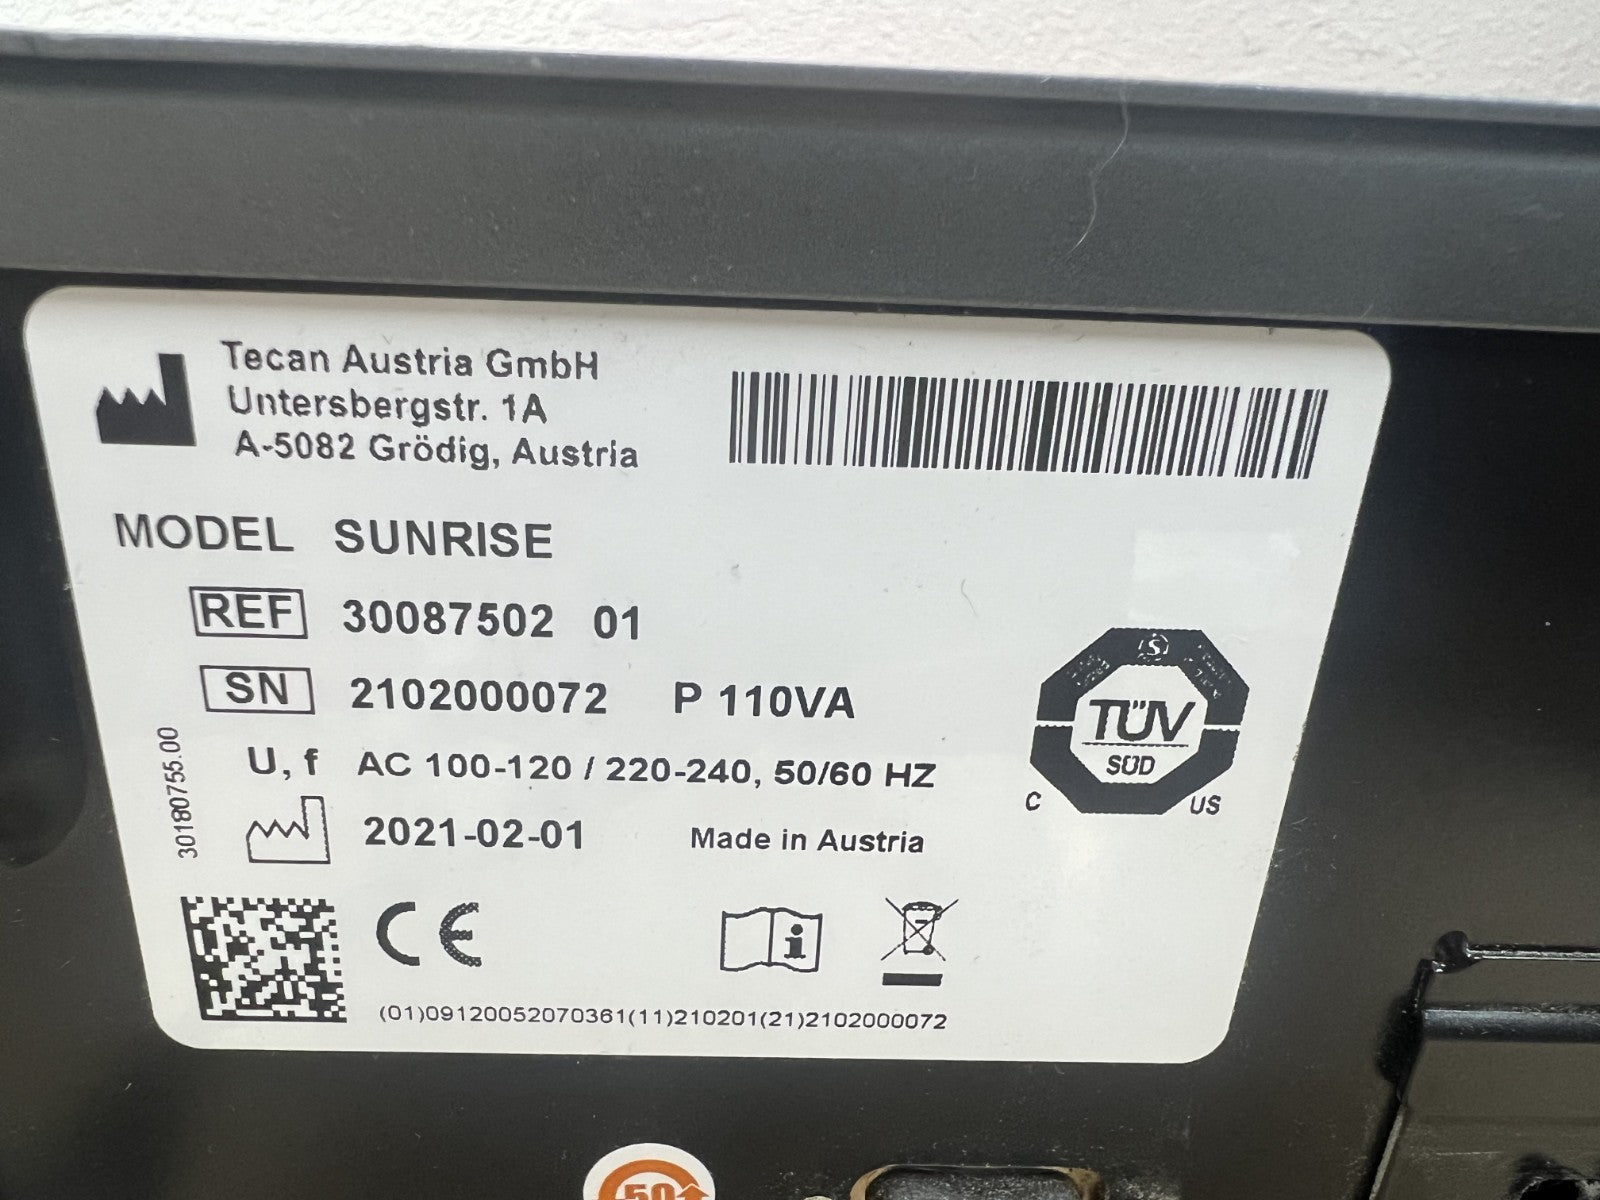 Tecan Austria GmbH
Untersbergstr. 1A
A-5082 Grödig, Austria
MODEL SUNRISE
REF 30087502 01
SN 2102000072 P 110VA
U, f AC 100-120 / 220-240, 50/60 HZ
30180755.00
2021-02-01 Made in Austria
TÜV
SÜD
C US
CE
(01)09120052070361(11)210201(21)2102000072
50